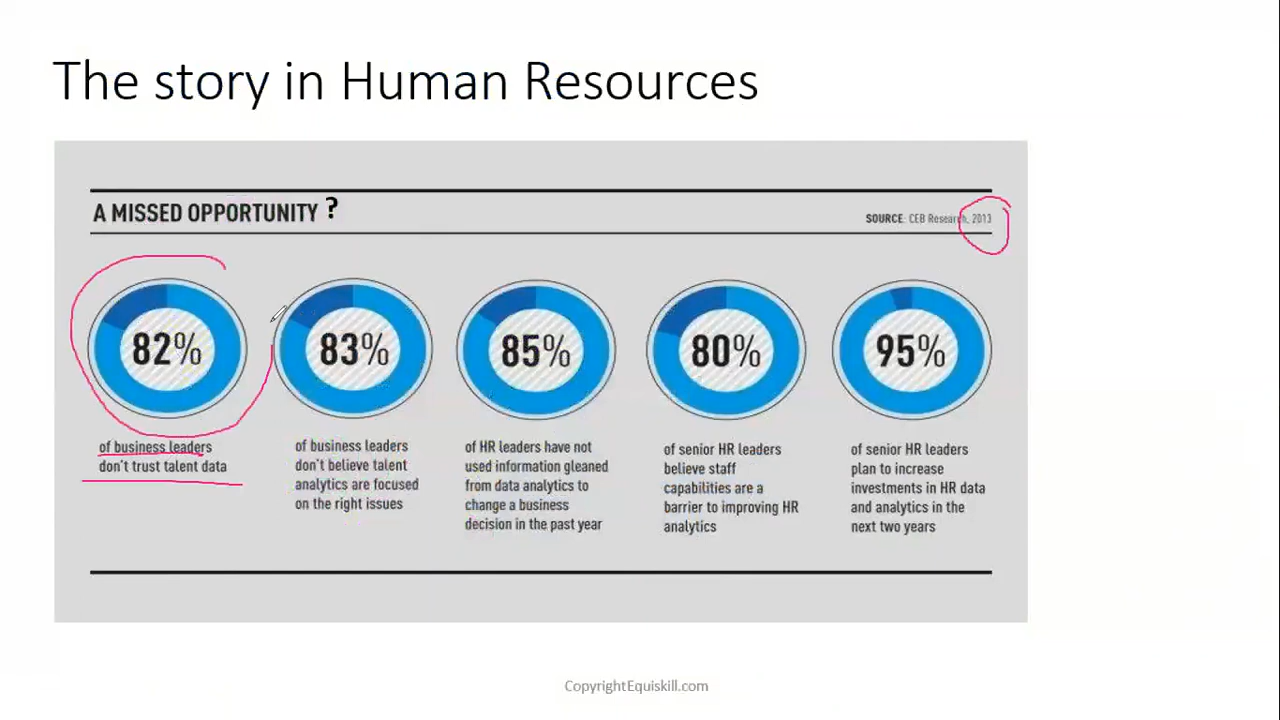 The story in Human Resources
A MISSED OPPORTUNITY ?
SOURCE: CEB Research, 2013
82%
of business leaders
don't trust talent data
83%
of business leaders
don't believe talent
analytics are focused
on the right issues
85%
of HR leaders have not
used information gleaned
from data analytics to
change a business
decision in the past year
80%
of senior HR leaders
believe staff
capabilities are a
barrier to improving HR
analytics
95%
of senior HR leaders
plan to increase
investments in HR data
and analytics in the
next two years
CopyrightEquiskill.com